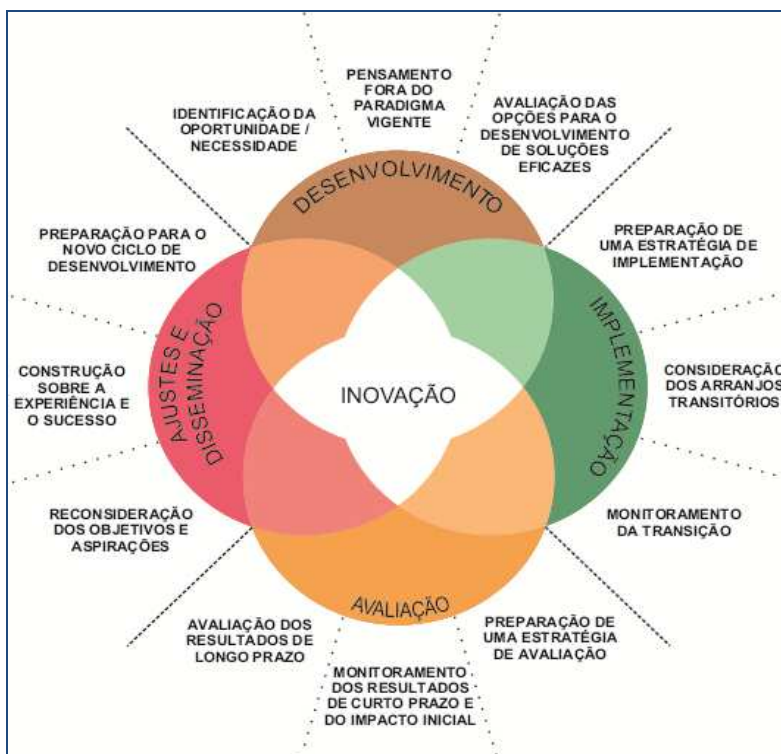 PENSAMENTO
FORA DO
PARADIGMA
VIGENTE
IDENTIFICAÇÃO DA
OPORTUNIDADE /
NECESSIDADE
AVALIAÇÃO DAS
OPÇÕES PARA O
DESENVOLVIMENTO
DE SOLUÇÕES
EFICAZES
DESENVOLVIMENTO
PREPARAÇÃO PARA O
NOVO CICLO DE
DESENVOLVIMENTO
PREPARAÇÃO DE
UMA ESTRATÉGIA DE
IMPLEMENTAÇÃO
AJUSTES E
DISSEMINAÇÃO
IMPLEMENTAÇÃO
CONSTRUÇÃO
SOBRE A
EXPERIÊNCIA E
O SUCESSO
INOVAÇÃO
CONSIDERAÇÃO
DOS ARRANJOS
TRANSITÓRIOS
RECONSIDERAÇÃO
DOS OBJETIVOS E
ASPIRAÇÕES
MONITORAMENTO
DA TRANSIÇÃO
AVALIAÇÃO
AVALIAÇÃO DOS
RESULTADOS DE
LONGO PRAZO
PREPARAÇÃO DE
UMA ESTRATÉGIA
DE AVALIAÇÃO
MONITORAMENTO
DOS RESULTADOS
DE CURTO PRAZO E
DO IMPACTO INICIAL